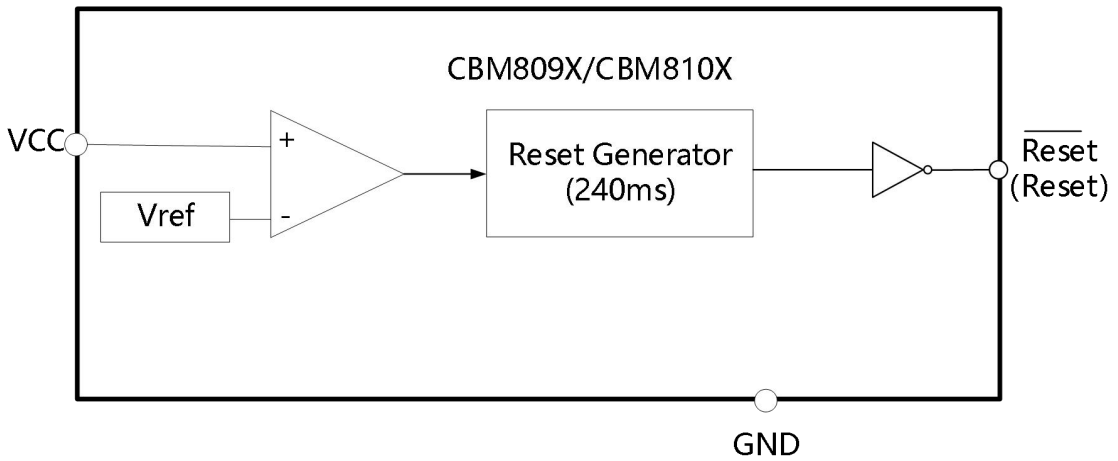 CBM809X/CBM810X
VCC
+
Reset Generator
(240ms)
Reset
(Reset)
Vref
-
GND